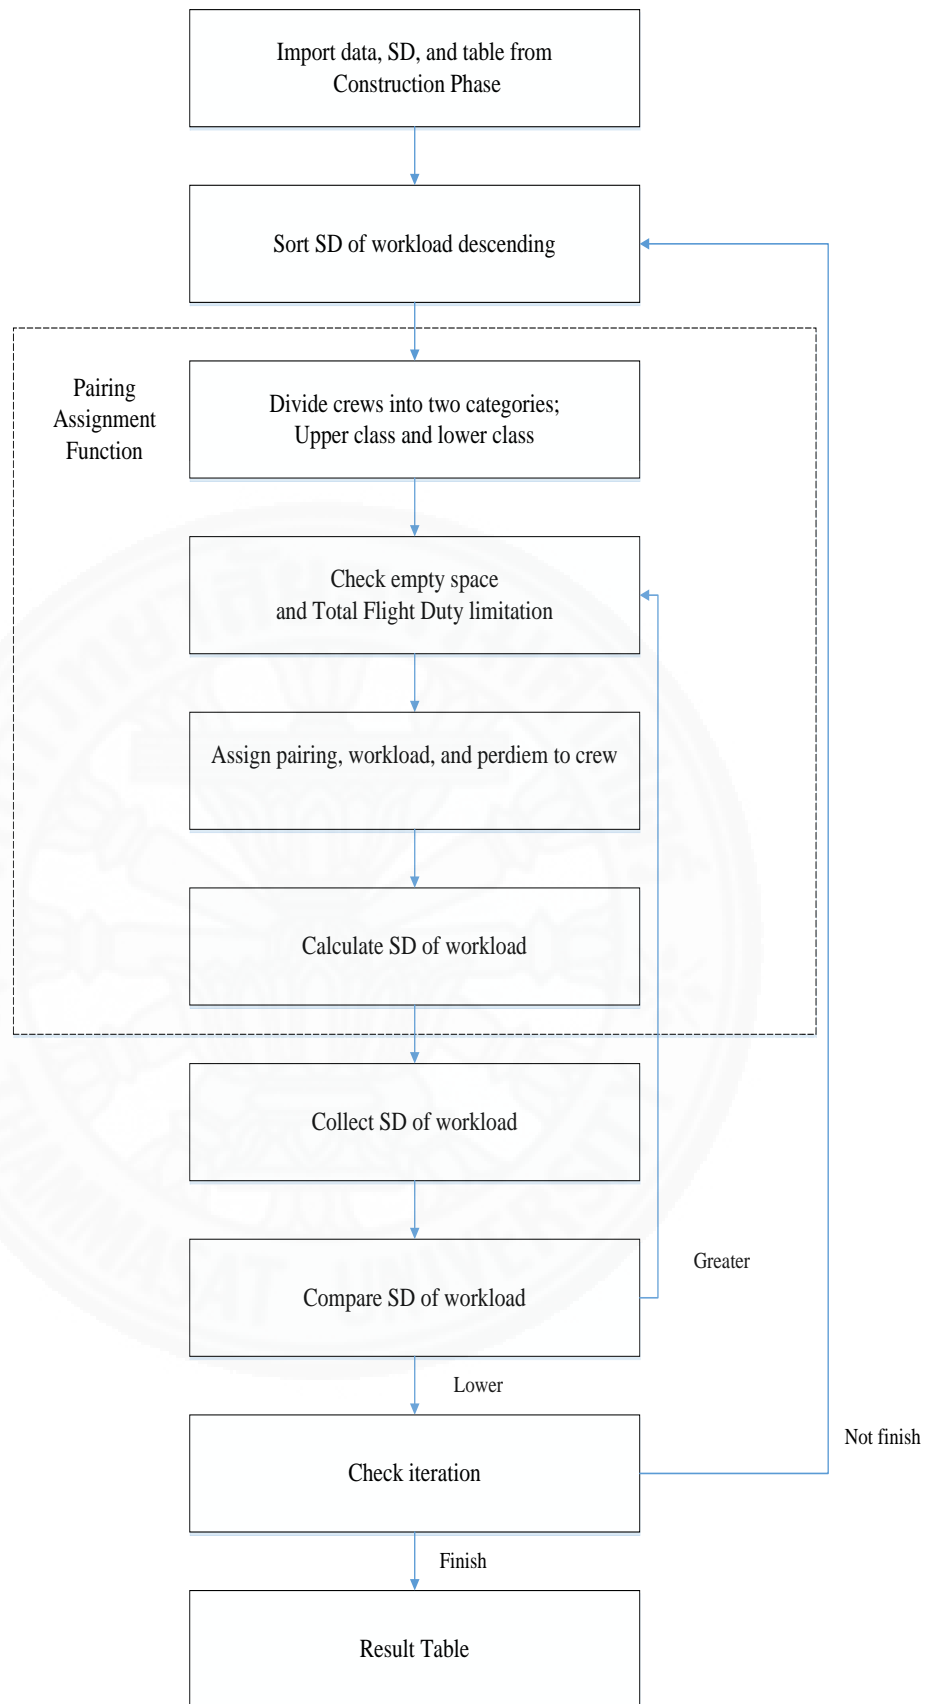 Import data, SD, and table from
Construction Phase
Sort SD of workload descending
Pairing
Assignment
Function
Divide crews into two categories;
Upper class and lower class
Check empty space
and Total Flight Duty limitation
Assign pairing, workload, and perdiem to crew
Calculate SD of workload
Collect SD of workload
Compare SD of workload
Greater
Lower
Check iteration
Not finish
Finish
Result Table
THAMMASAT UNIVERSITY